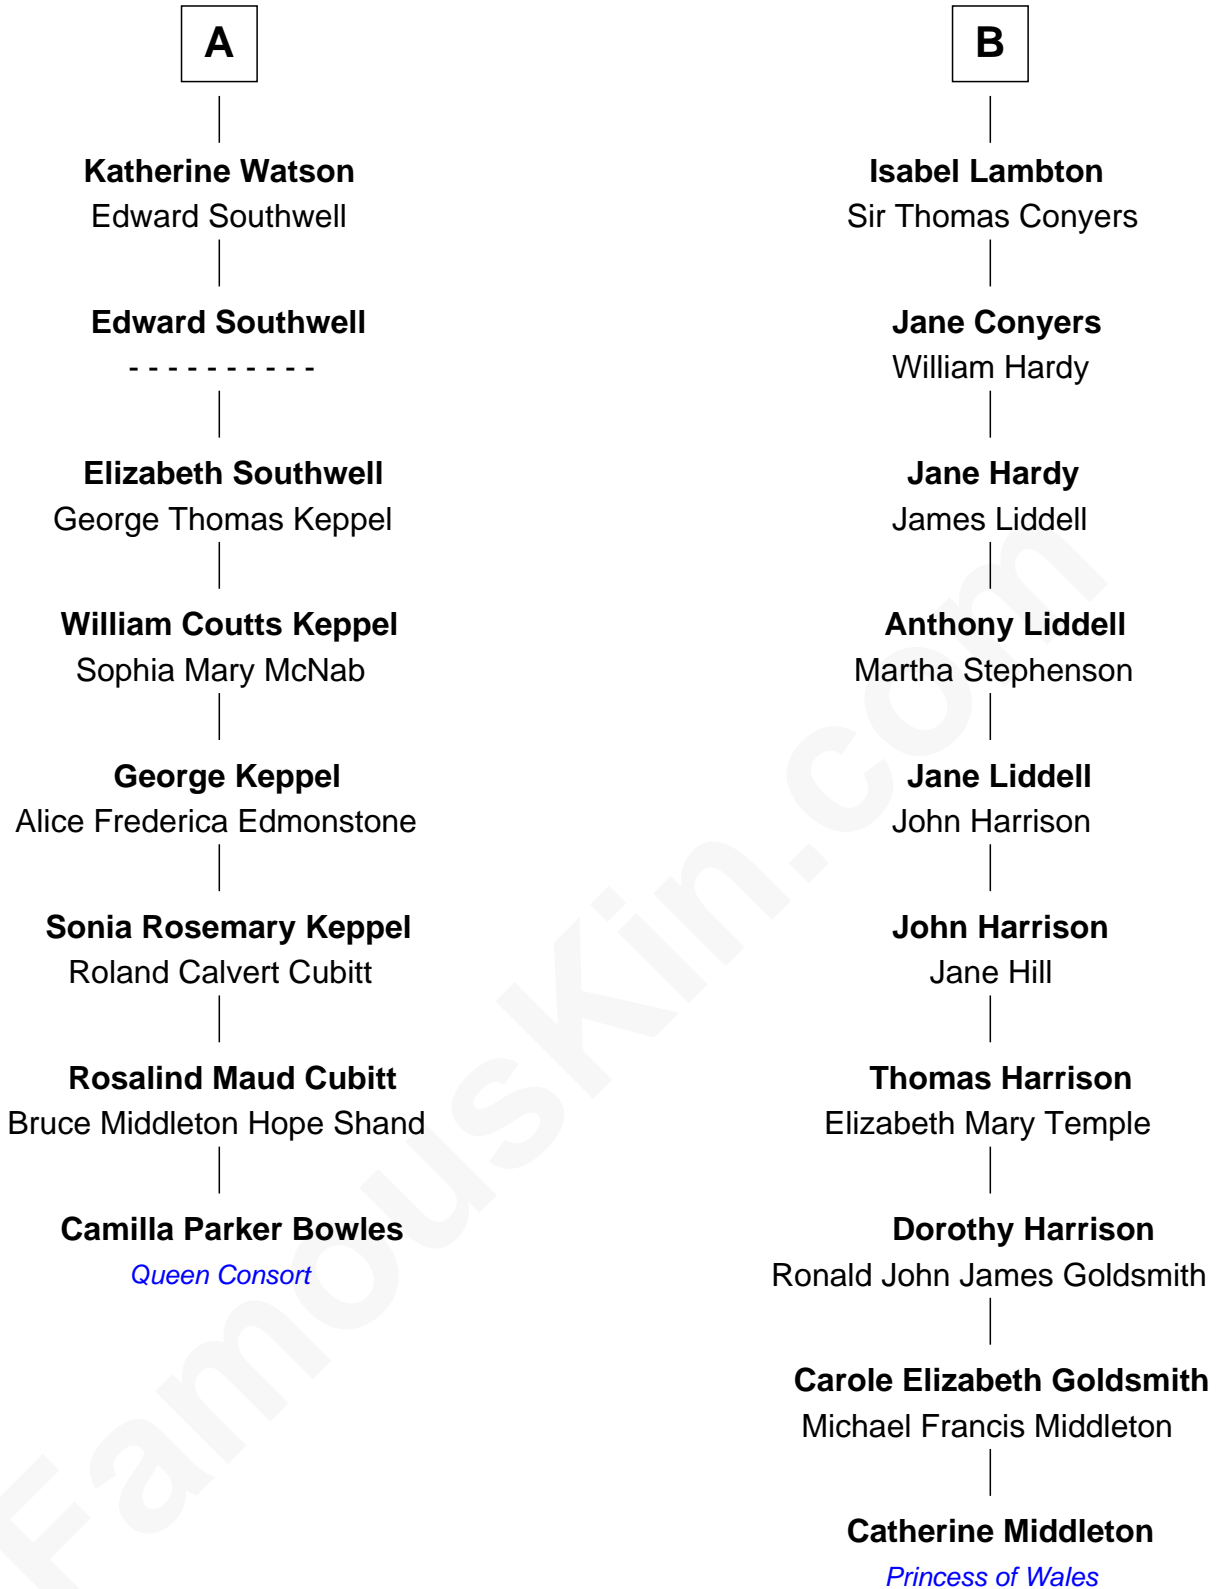 A
Katherine Watson
Edward Southwell
Edward Southwell
- - - - - - - - - -
Elizabeth Southwell
George Thomas Keppel
William Coutts Keppel
Sophia Mary McNab
George Keppel
Alice Frederica Edmonstone
Sonia Rosemary Keppel
Roland Calvert Cubitt
Rosalind Maud Cubitt
Bruce Middleton Hope Shand
Camilla Parker Bowles
Queen Consort
B
Isabel Lambton
Sir Thomas Conyers
Jane Conyers
William Hardy
Jane Hardy
James Liddell
Anthony Liddell
Martha Stephenson
Jane Liddell
John Harrison
John Harrison
Jane Hill
Thomas Harrison
Elizabeth Mary Temple
Dorothy Harrison
Ronald John James Goldsmith
Carole Elizabeth Goldsmith
Michael Francis Middleton
Catherine Middleton
Princess of Wales
FamousKin.com